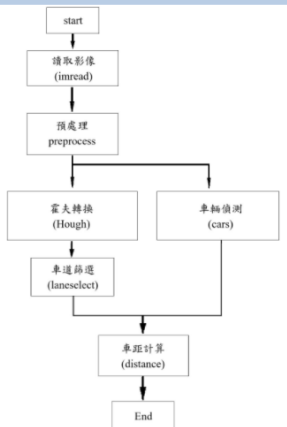 start
讀取影像
(imread)
預處理
preprocess
霍夫轉換
(Hough)
車輛偵測
(cars)
車道篩選
(laneselect)
車距計算
(distance)
End